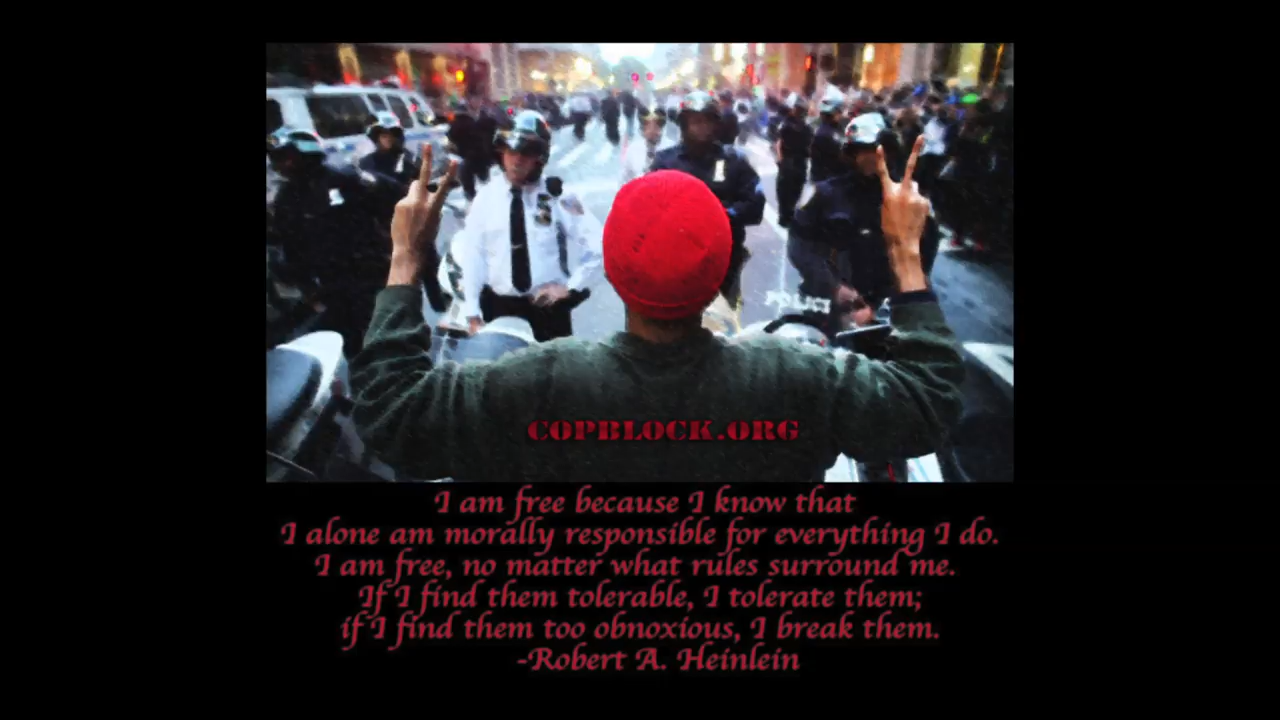 POLICE
COPBLOCK.ORG
I am free because I know that
I alone am morally responsible for everything I do.
I am free, no matter what rules surround me.
If I find them tolerable, I tolerate them;
if I find them too obnoxious, I break them.
-Robert A. Heinlein